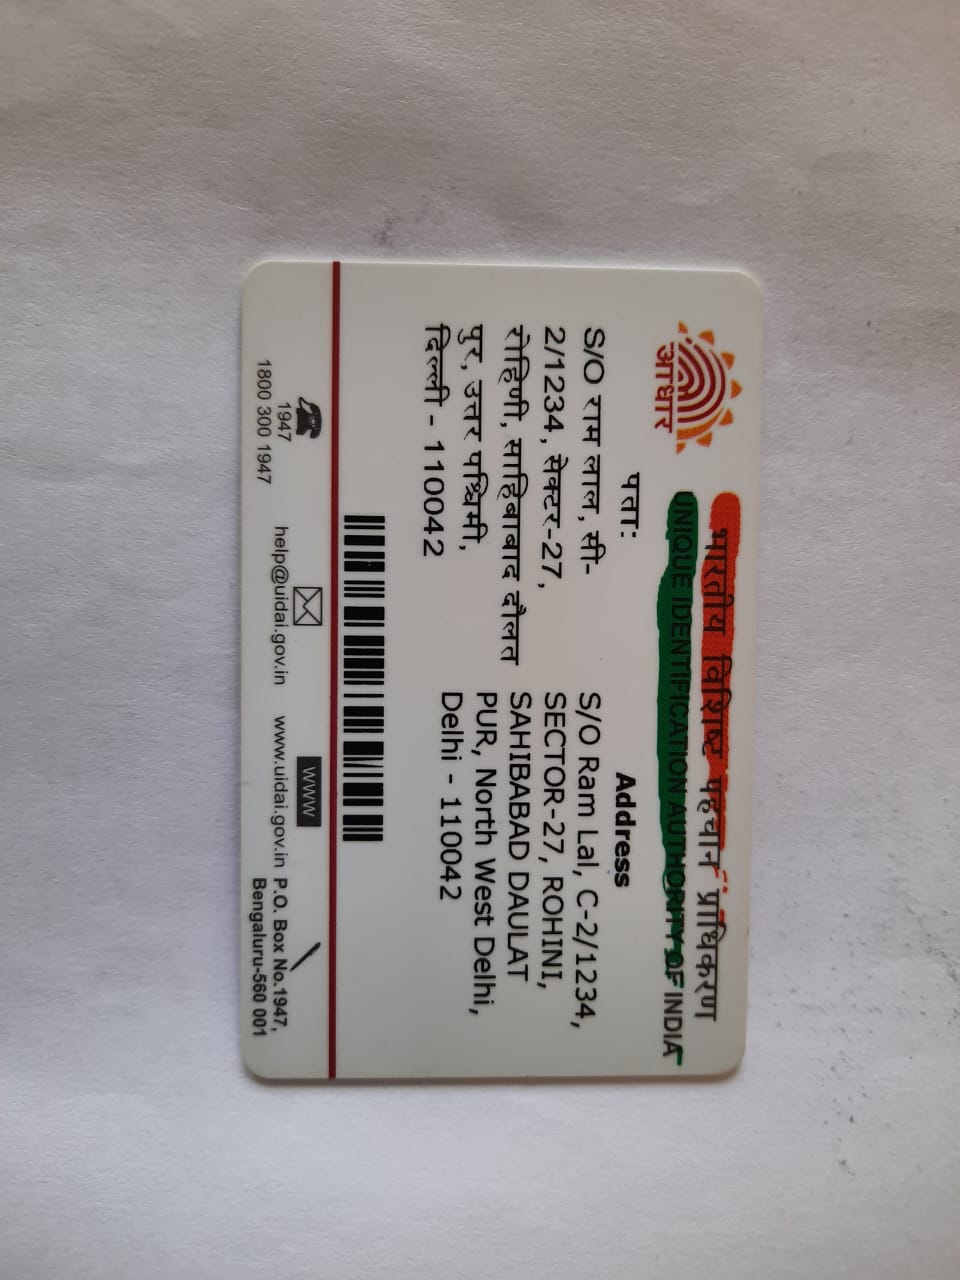 आधार
भारतीय विशिष्ट पहचान प्राधिकरण
UNIQUE IDENTIFICATION AUTHORITY OF INDIA
पता:
S/O राम लाल, सी-
2/1234, सेक्टर-27,
रोहिणी, साहिबाबाद दौलत
पुर, उत्तर पश्चिमी,
दिल्ली - 110042
Address
S/O Ram Lal, C-2/1234,
SECTOR-27, ROHINI,
SAHIBABAD DAULAT
PUR, North West Delhi,
Delhi - 110042
1947
1800 300 1947
help@uidai.gov.in
www
www.uidai.gov.in
P.O. Box No.1947,
Bengaluru-560 001